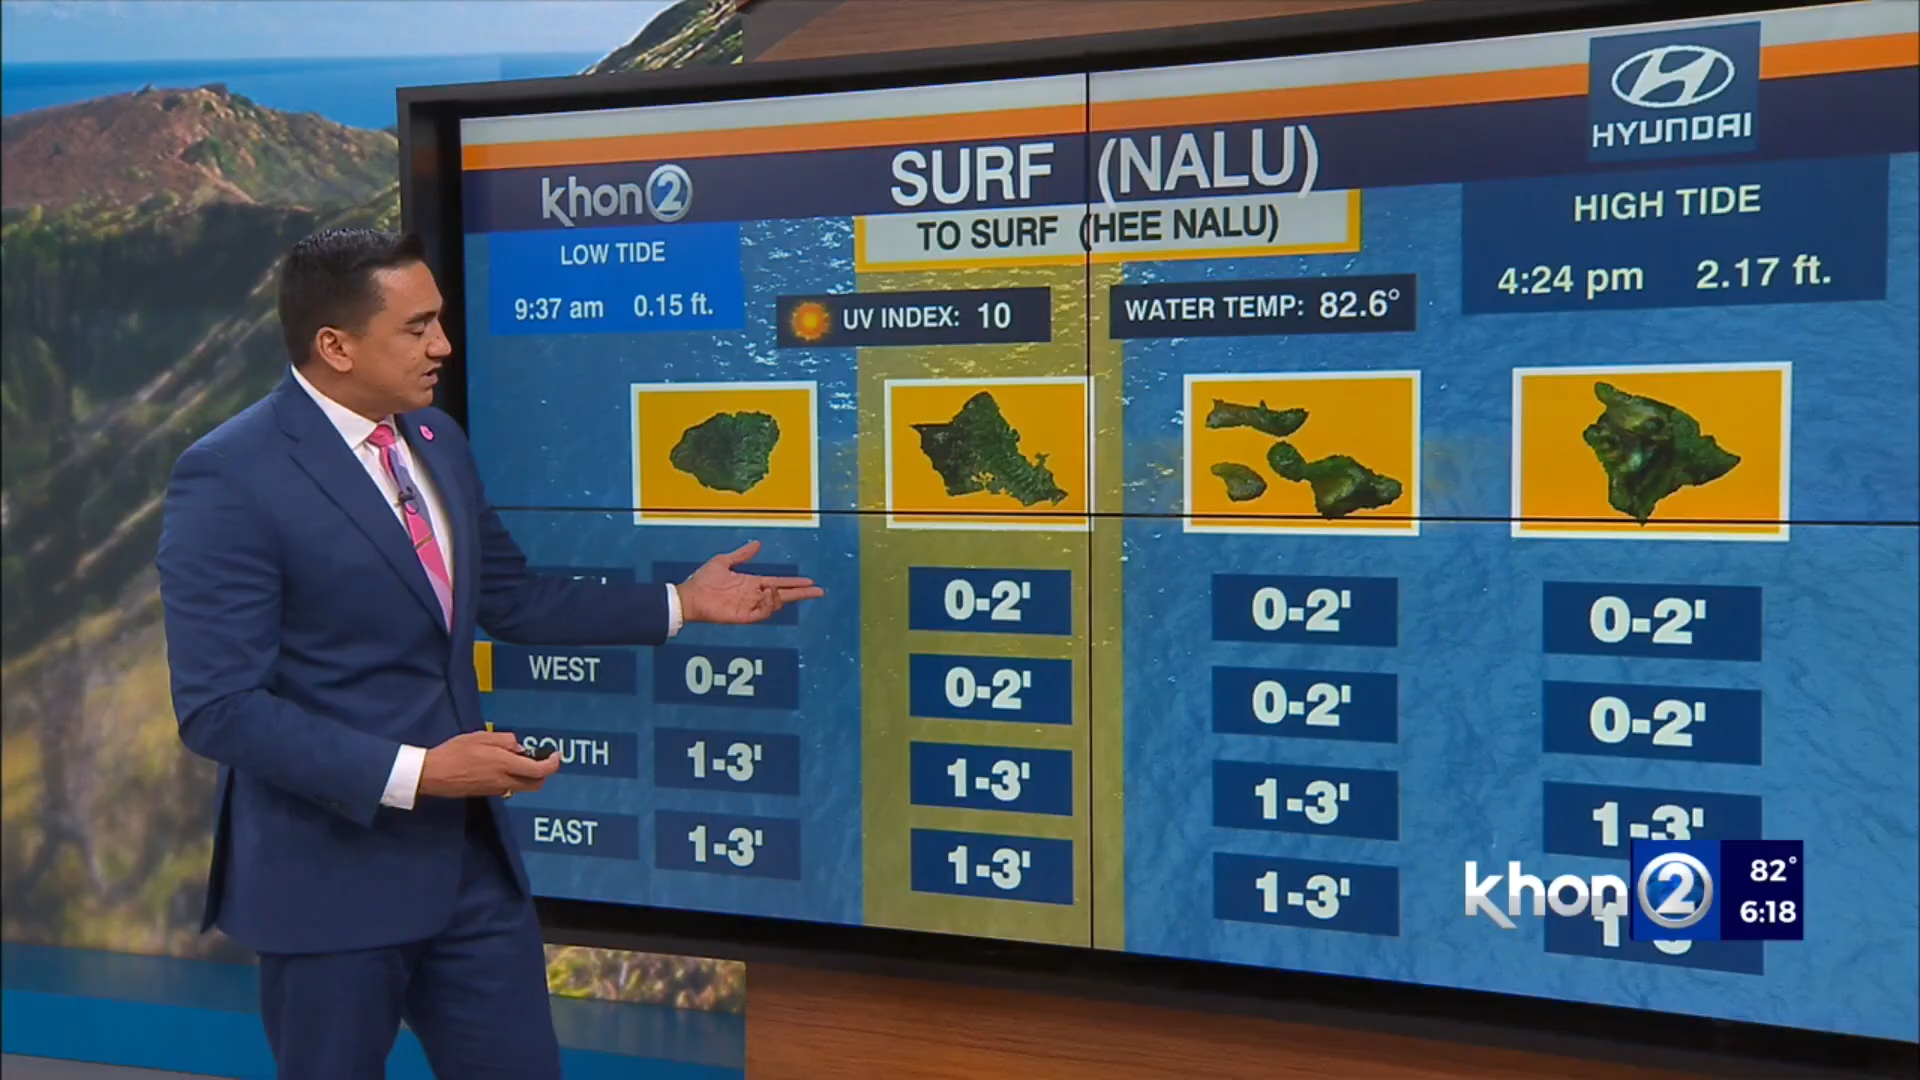 HYUNDAI
khon2
SURF (NALU)
TO SURF (HEE NALU)
LOW TIDE
9:37 am 0.15 ft.
HIGH TIDE
4:24 pm 2.17 ft.
UV INDEX: 10
WATER TEMP: 82.6°
0-2' 0-2' 0-2'
WEST 0-2' 0-2' 0-2' 0-2'
SOUTH 1-3' 1-3' 1-3' 1-3'
EAST 1-3' 1-3' 1-3'
khon2
82°
6:18